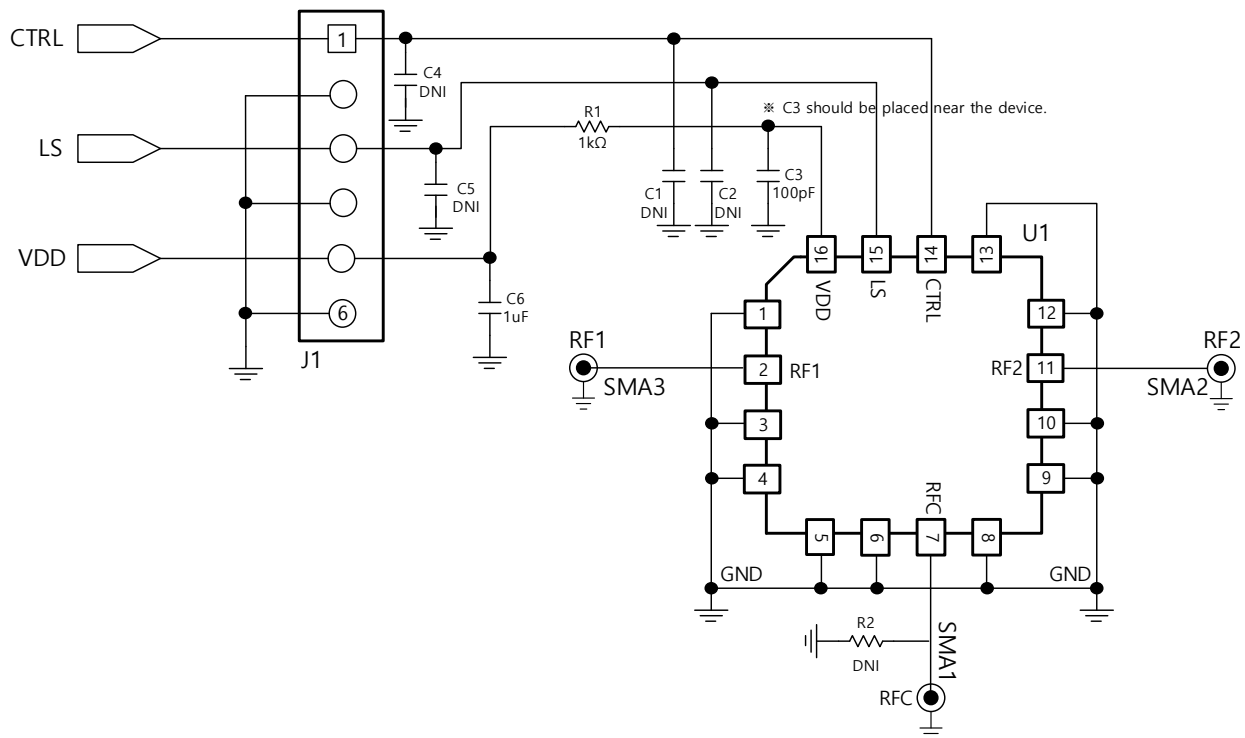 CTRL
1
C4
DNI
※ C3 should be placed near the device.
R1
1kΩ
LS
C5
DNI
C1
DNI
C2
DNI
C3
100pF
VDD
6
J1
C6
1uF
16
15
14
13
U1
VDD
LS
CTRL
1
12
RF1
2
RF1
RF2
11
RF2
SMA3
SMA2
3
10
4
9
RFC
5
6
7
8
GND
GND
R2
DNI
SMA1
RFC